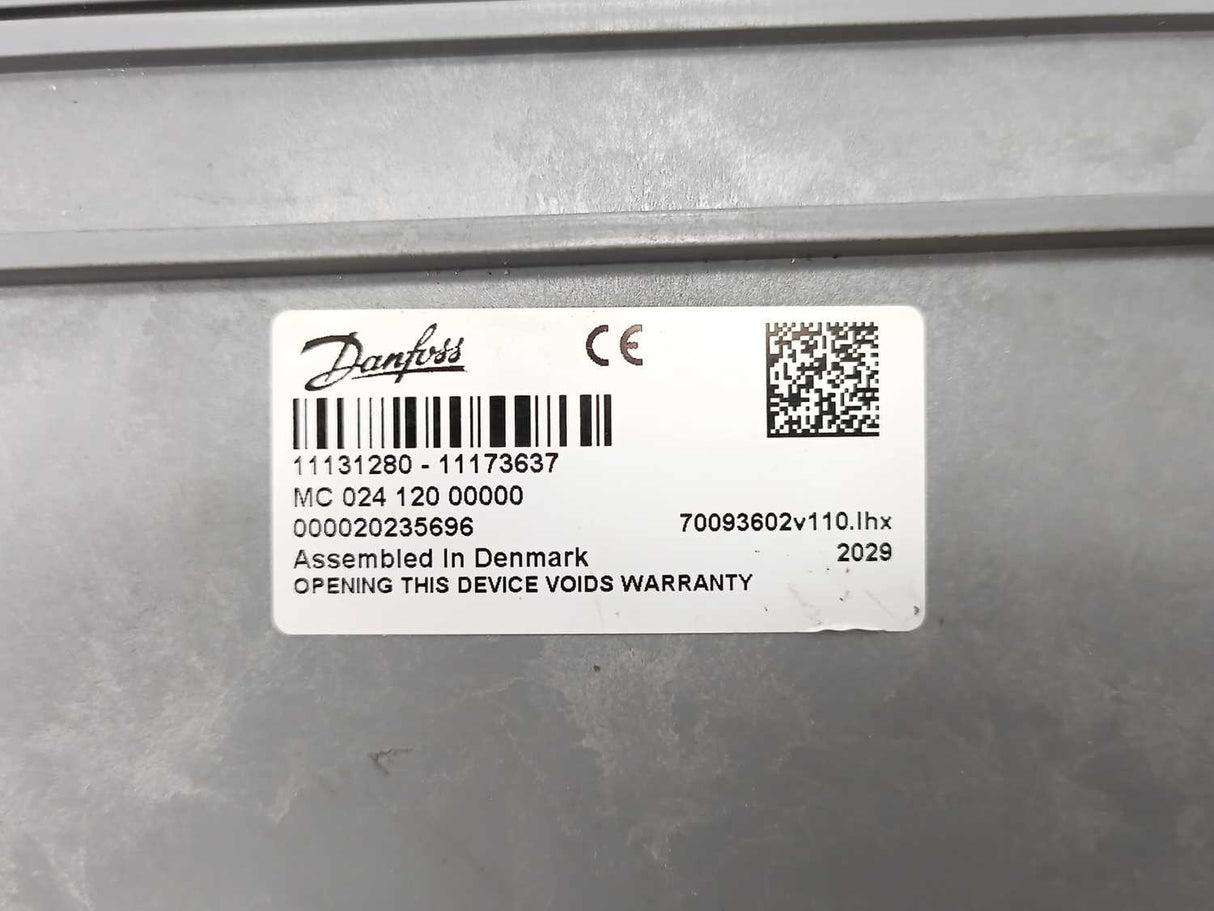 Danfoss CE
11131280 - 11173637
MC 024 120 00000
000020235696 70093602v110.lhx
Assembled In Denmark 2029
OPENING THIS DEVICE VOIDS WARRANTY